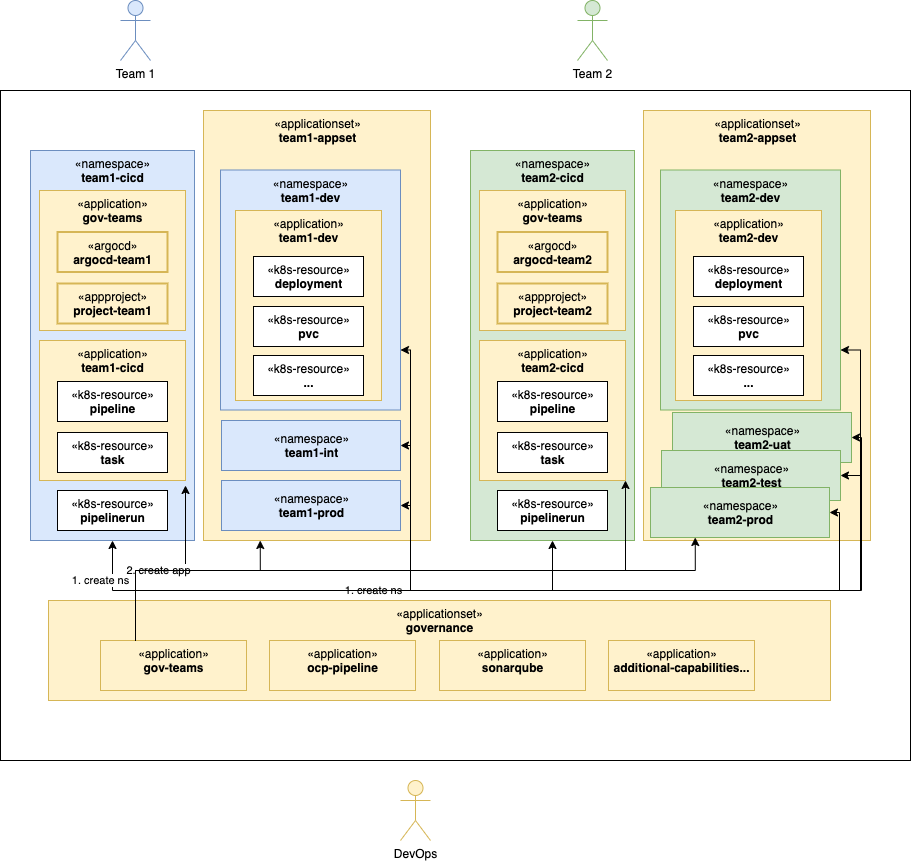 Team 1
Team 2
«namespace»
team1-cicd
«application»
gov-teams
«argocd»
argocd-team1
«appproject»
project-team1
«application»
team1-cicd
«k8s-resource»
pipeline
«k8s-resource»
task
«k8s-resource»
pipelinerun
«applicationset»
team1-appset
«namespace»
team1-dev
«application»
team1-dev
«k8s-resource»
deployment
«k8s-resource»
pvc
«k8s-resource»
...
«namespace»
team1-int
«namespace»
team1-prod
«namespace»
team2-cicd
«application»
gov-teams
«argocd»
argocd-team2
«appproject»
project-team2
«application»
team2-cicd
«k8s-resource»
pipeline
«k8s-resource»
task
«k8s-resource»
pipelinerun
«applicationset»
team2-appset
«namespace»
team2-dev
«application»
team2-dev
«k8s-resource»
deployment
«k8s-resource»
pvc
«k8s-resource»
...
«namespace»
team2-uat
«namespace»
team2-test
«namespace»
team2-prod
2. create app
1. create ns
1. create ns
«applicationset»
governance
«application»
gov-teams
«application»
ocp-pipeline
«application»
sonarqube
«application»
additional-capabilities...
DevOps